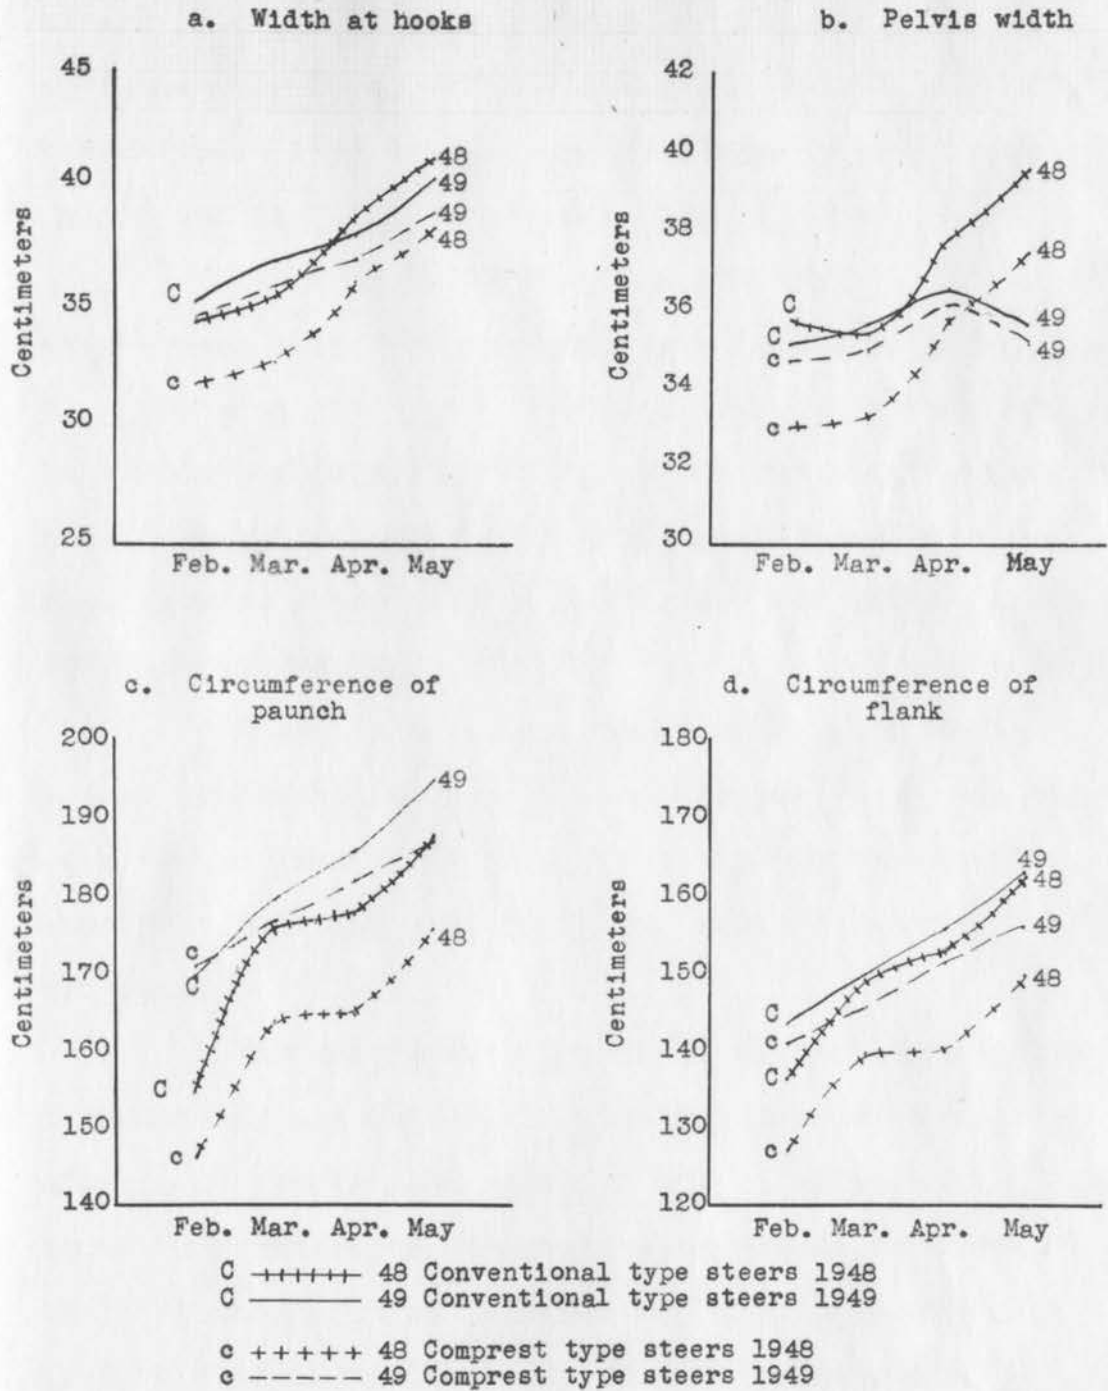 a. Width at hooks
45
40
35
30
25
Centimeters
C
c
48
49
49
48
Feb. Mar. Apr. May
b. Pelvis width
42
40
38
36
34
32
30
Centimeters
C
C
c
c
48
48
49
49
Feb. Mar. Apr. May
c. Circumference of
paunch
200
190
180
170
160
150
140
Centimeters
c
C
C
c
49
48
Feb. Mar. Apr. May
d. Circumference of
flank
180
170
160
150
140
130
120
Centimeters
C
c
C
c
49
48
49
48
Feb. Mar. Apr. May
C 48 Conventional type steers 1948
C 49 Conventional type steers 1949
c 48 Comprest type steers 1948
c 49 Comprest type steers 1949